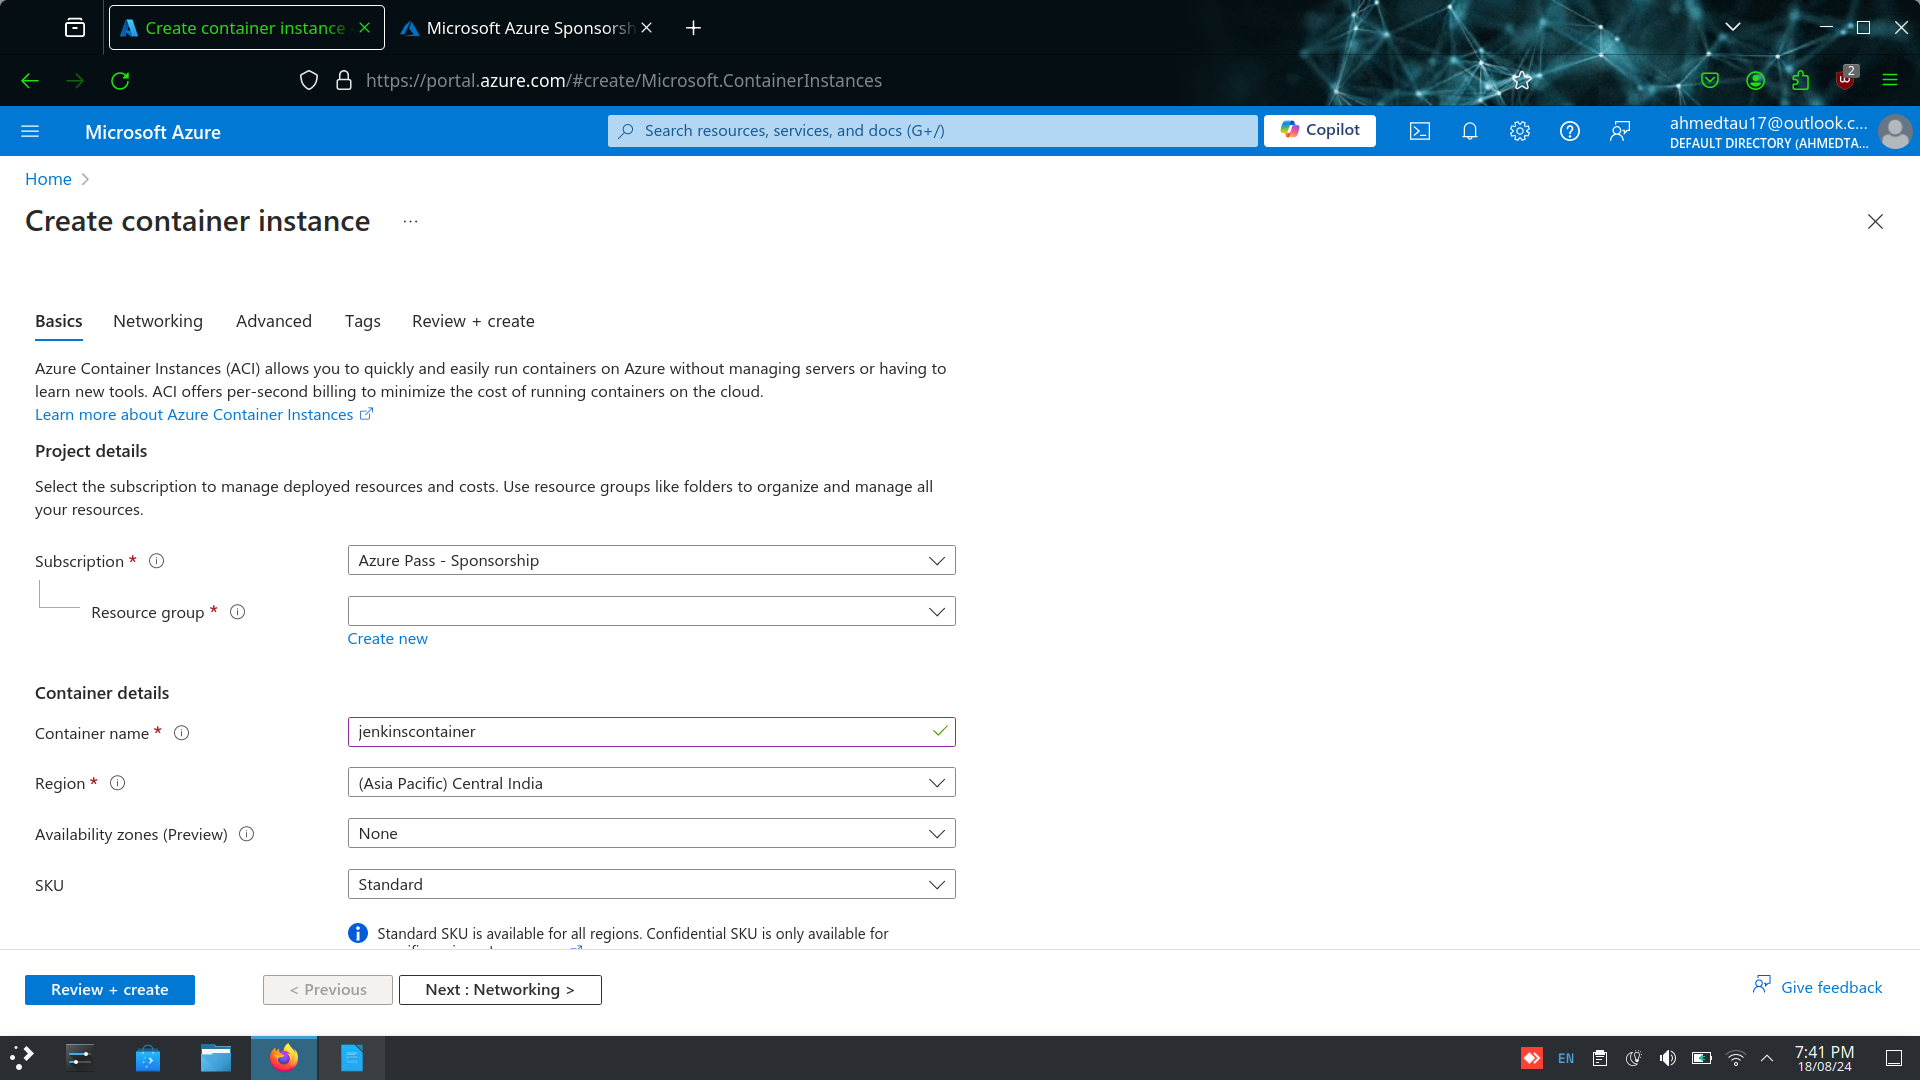 Create container instance
Microsoft Azure Sponsorsh
https://portal.azure.com/#create/Microsoft.ContainerInstances
2
Microsoft Azure
Search resources, services, and docs (G+/)
Copilot
ahmedtau17@outlook.c...
DEFAULT DIRECTORY (AHMEDTA...
Home
Create container instance
...
Basics
Networking
Advanced
Tags
Review + create
Azure Container Instances (ACI) allows you to quickly and easily run containers on Azure without managing servers or having to
learn new tools. ACI offers per-second billing to minimize the cost of running containers on the cloud.
Learn more about Azure Container Instances
Project details
Select the subscription to manage deployed resources and costs. Use resource groups like folders to organize and manage all
your resources.
Subscription *
Azure Pass - Sponsorship
Resource group *
Create new
Container details
Container name *
jenkinscontainer
Region *
(Asia Pacific) Central India
Availability zones (Preview)
None
SKU
Standard
Standard SKU is available for all regions. Confidential SKU is only available for
Review + create
< Previous
Next : Networking >
Give feedback
EN
7:41 PM
18/08/24